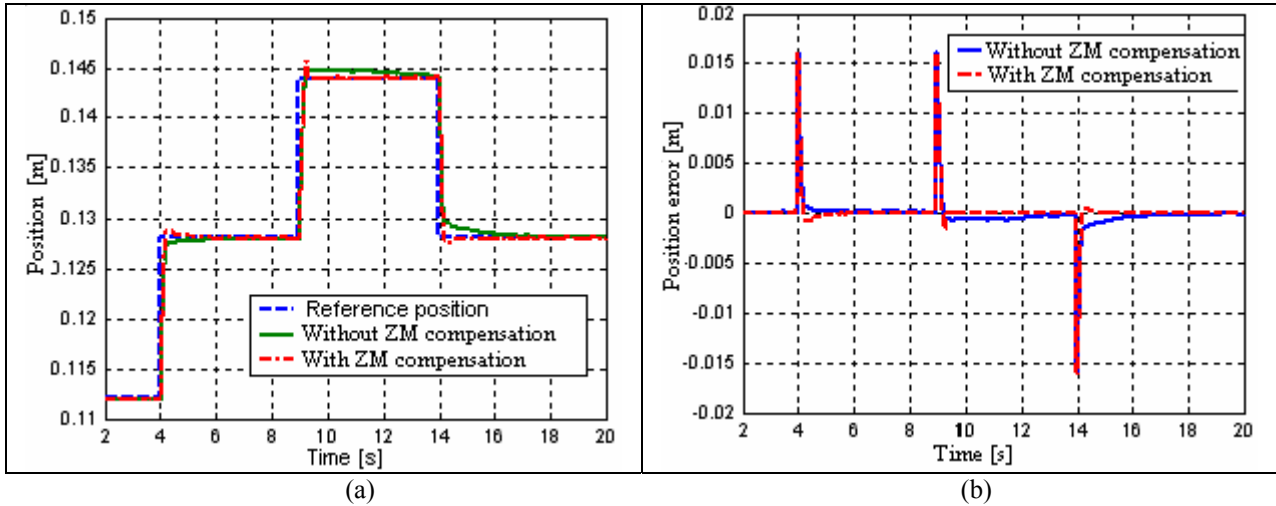 0.15
0.145
0.14
0.135
0.13
0.125
0.12
0.115
0.11
Position [m]
Reference position
Without ZM compensation
With ZM compensation
2 4 6 8 10 12 14 16 18 20
Time [s]
(a)
0.02
0.015
0.01
0.005
0
-0.005
-0.01
-0.015
-0.02
Position error [m]
Without ZM compensation
With ZM compensation
2 4 6 8 10 12 14 16 18 20
Time [s]
(b)